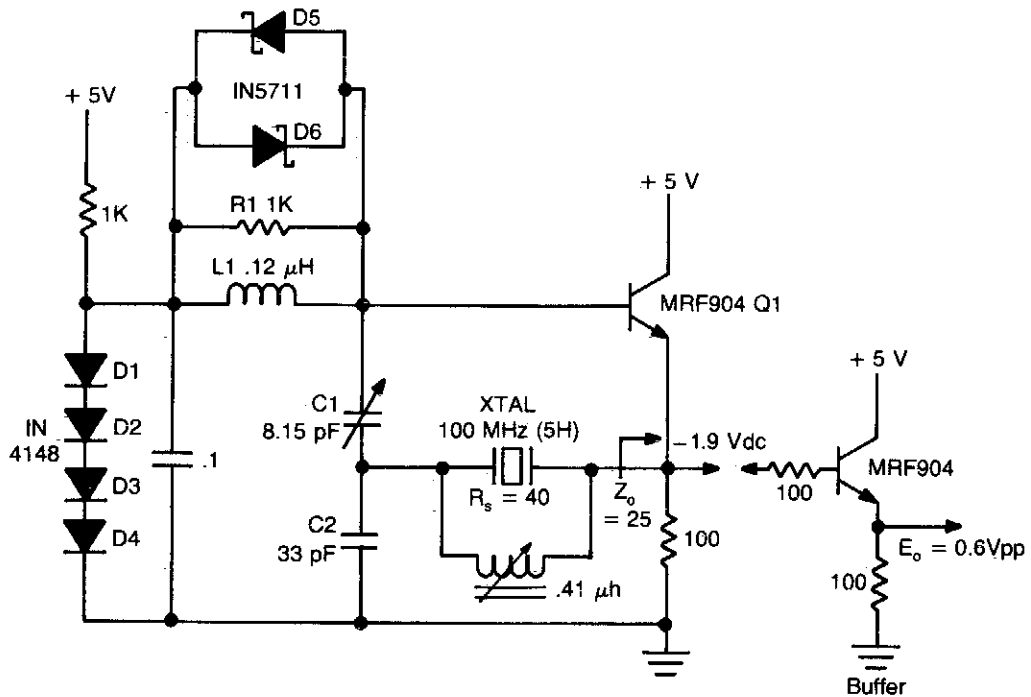 D5
IN5711
D6
+ 5V
1K
R1 1K
L1 .12 μH
+ 5 V
MRF904 Q1
D1
IN
4148
D2
D3
D4
.1
C1
8.15 pF
XTAL
100 MHz (5H)
R_s = 40
Z_o
= 25
−1.9 Vdc
+ 5 V
MRF904
100
C2
33 pF
.41 μh
100
100
E_o = 0.6Vpp
Buffer